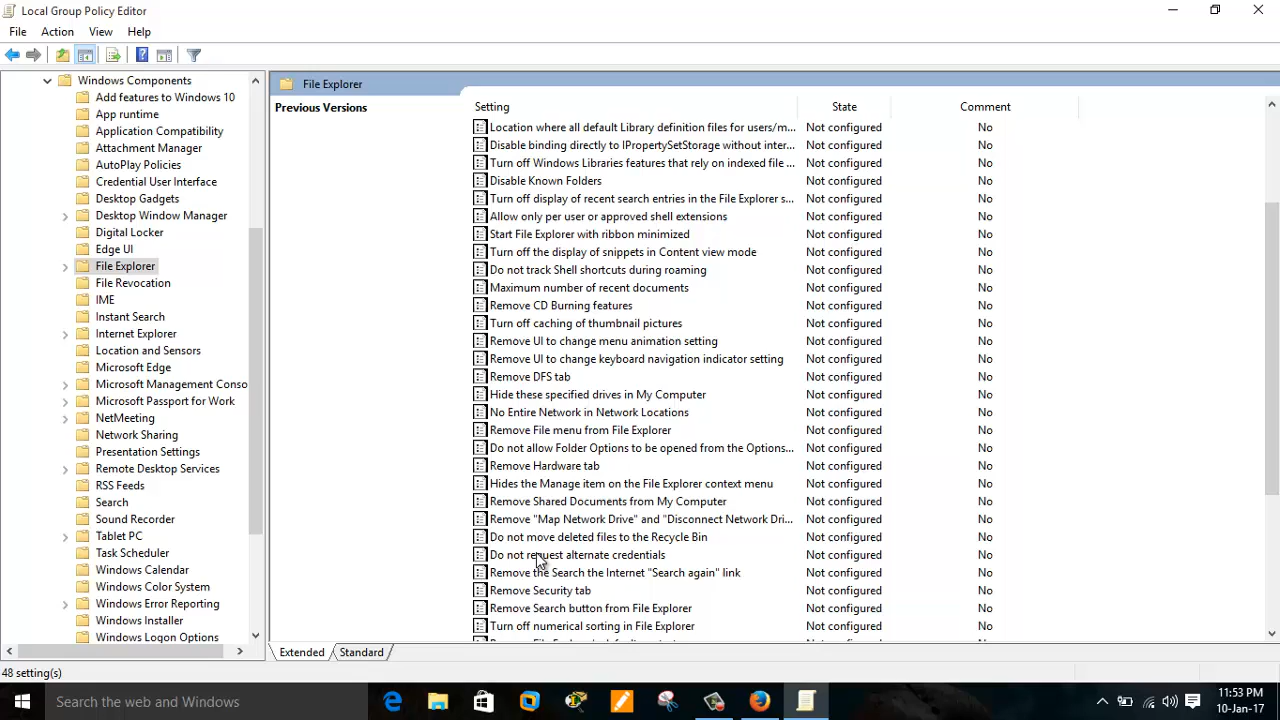 Local Group Policy Editor
File Action View Help
Windows Components
Add features to Windows 10
App runtime
Application Compatibility
Attachment Manager
AutoPlay Policies
Credential User Interface
Desktop Gadgets
Desktop Window Manager
Digital Locker
Edge UI
File Explorer
File Revocation
IME
Instant Search
Internet Explorer
Location and Sensors
Microsoft Edge
Microsoft Management Conso
Microsoft Passport for Work
NetMeeting
Network Sharing
Presentation Settings
Remote Desktop Services
RSS Feeds
Search
Sound Recorder
Tablet PC
Task Scheduler
Windows Calendar
Windows Color System
Windows Error Reporting
Windows Installer
Windows Logon Options
File Explorer
Previous Versions
Setting State Comment
Location where all default Library definition files for users/m... Not configured No
Disable binding directly to IPropertySetStorage without inter... Not configured No
Turn off Windows Libraries features that rely on indexed file ... Not configured No
Disable Known Folders Not configured No
Turn off display of recent search entries in the File Explorer s... Not configured No
Allow only per user or approved shell extensions Not configured No
Start File Explorer with ribbon minimized Not configured No
Turn off the display of snippets in Content view mode Not configured No
Do not track Shell shortcuts during roaming Not configured No
Maximum number of recent documents Not configured No
Remove CD Burning features Not configured No
Turn off caching of thumbnail pictures Not configured No
Remove UI to change menu animation setting Not configured No
Remove UI to change keyboard navigation indicator setting Not configured No
Remove DFS tab Not configured No
Hide these specified drives in My Computer Not configured No
No Entire Network in Network Locations Not configured No
Remove File menu from File Explorer Not configured No
Do not allow Folder Options to be opened from the Options... Not configured No
Remove Hardware tab Not configured No
Hides the Manage item on the File Explorer context menu Not configured No
Remove Shared Documents from My Computer Not configured No
Remove "Map Network Drive" and "Disconnect Network Dri... Not configured No
Do not move deleted files to the Recycle Bin Not configured No
Do not request alternate credentials Not configured No
Remove the Search the Internet "Search again" link Not configured No
Remove Security tab Not configured No
Remove Search button from File Explorer Not configured No
Turn off numerical sorting in File Explorer Not configured No
Extended Standard
48 setting(s)
Search the web and Windows
11:53 PM
10-Jan-17